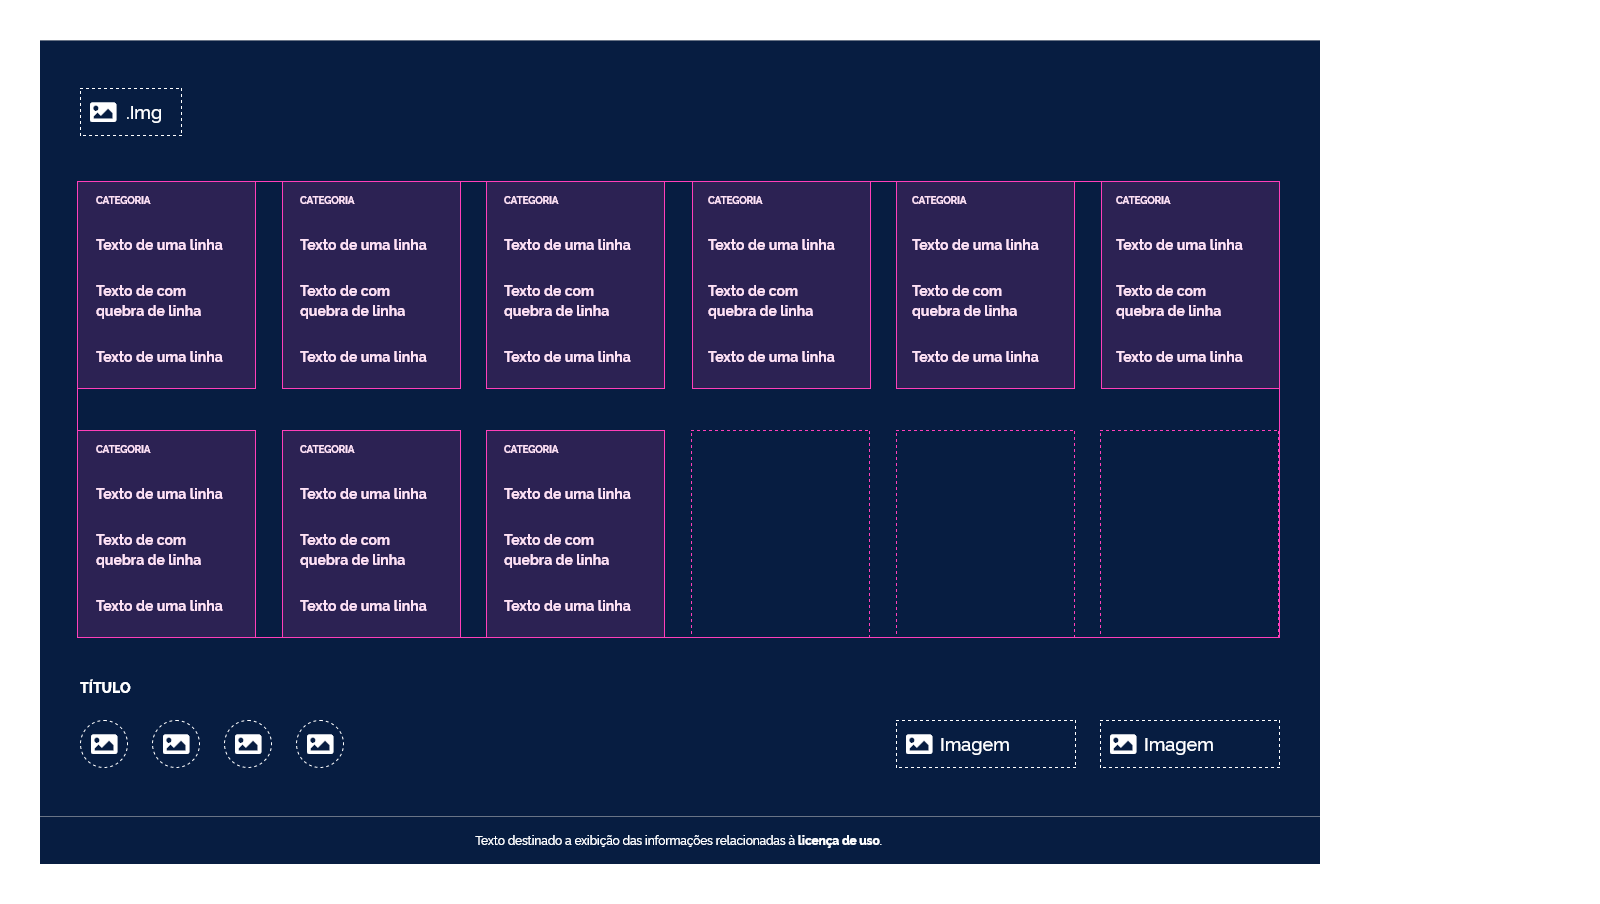 .Img
CATEGORIA
Texto de uma linha
Texto de com
quebra de linha
Texto de uma linha
CATEGORIA
Texto de uma linha
Texto de com
quebra de linha
Texto de uma linha
CATEGORIA
Texto de uma linha
Texto de com
quebra de linha
Texto de uma linha
CATEGORIA
Texto de uma linha
Texto de com
quebra de linha
Texto de uma linha
CATEGORIA
Texto de uma linha
Texto de com
quebra de linha
Texto de uma linha
CATEGORIA
Texto de uma linha
Texto de com
quebra de linha
Texto de uma linha
CATEGORIA
Texto de uma linha
Texto de com
quebra de linha
Texto de uma linha
CATEGORIA
Texto de uma linha
Texto de com
quebra de linha
Texto de uma linha
CATEGORIA
Texto de uma linha
Texto de com
quebra de linha
Texto de uma linha
TÍTULO
Imagem
Imagem
Texto destinado a exibição das informações relacionadas à licença de uso.